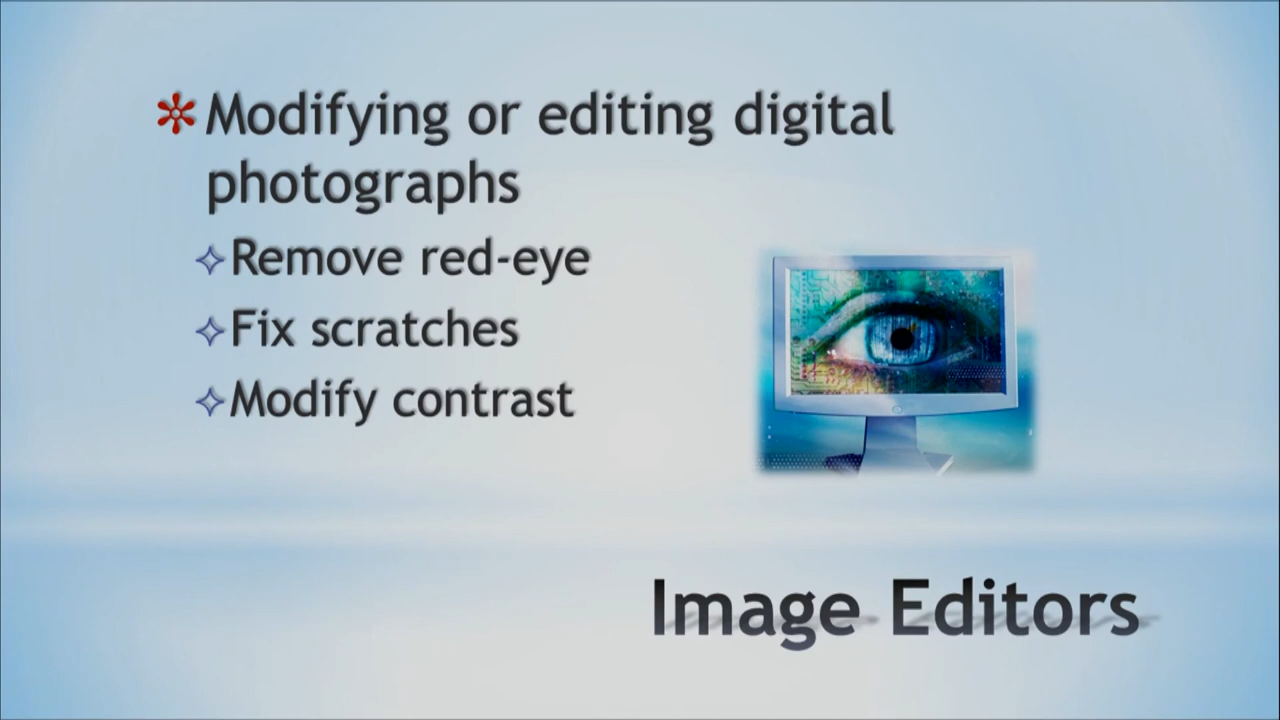 Modifying or editing digital
photographs
Remove red-eye
Fix scratches
Modify contrast
Image Editors